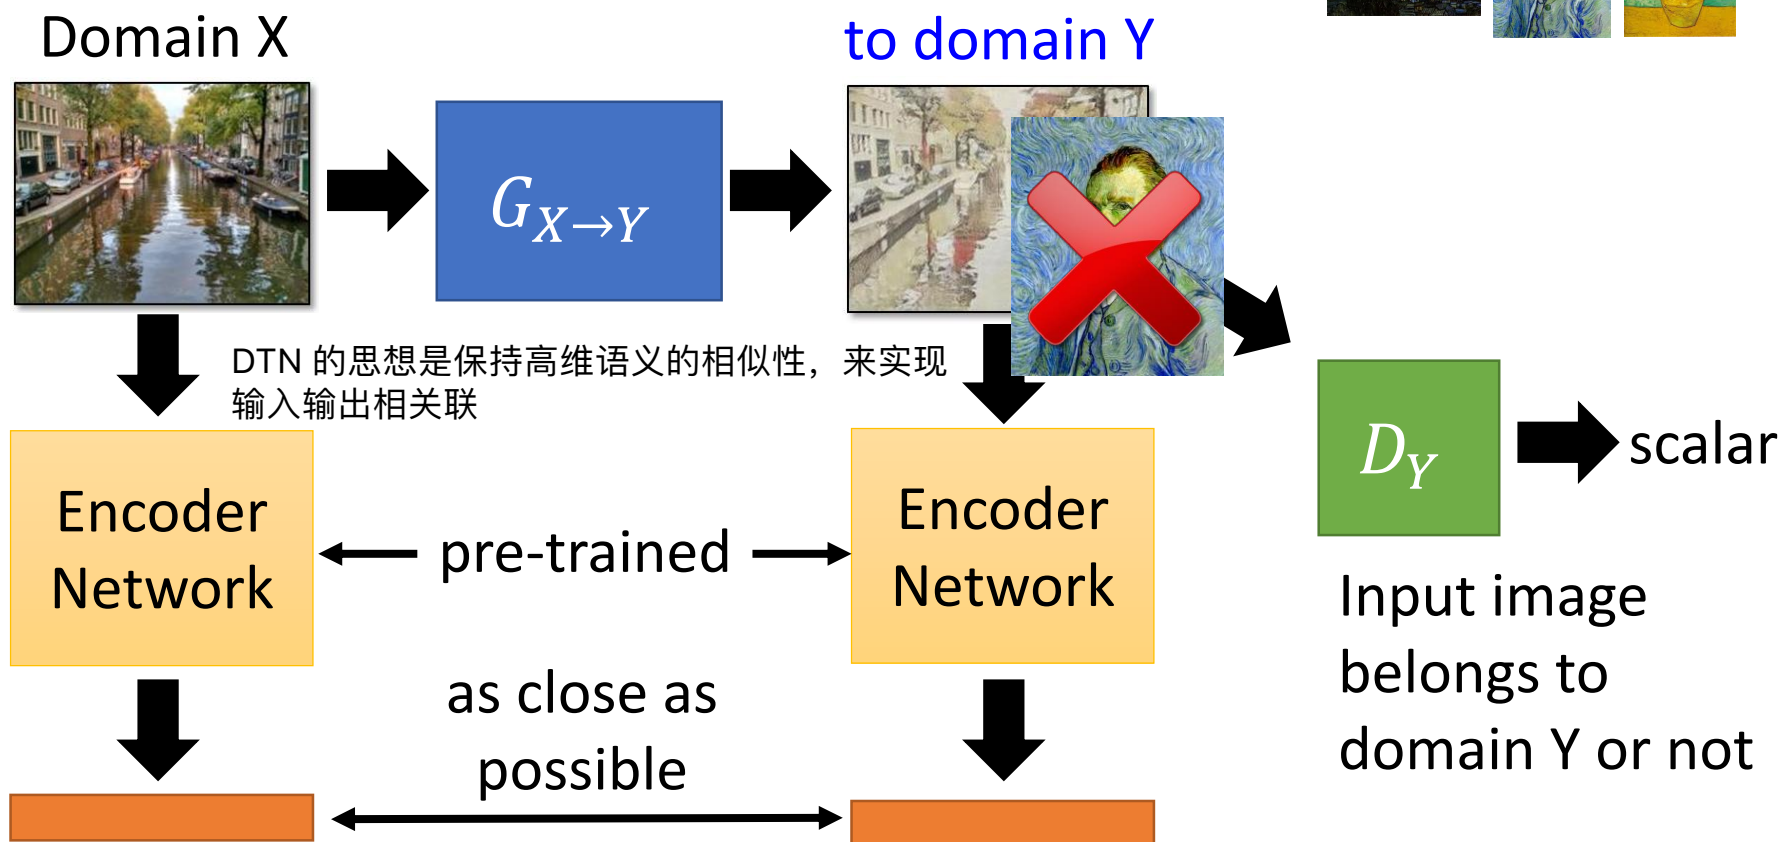 Domain X
to domain Y
G_{X→Y}
DTN 的思想是保持高维语义的相似性，来实现
输入输出相关联
Encoder
Network
pre-trained
Encoder
Network
D_Y
scalar
Input image
belongs to
domain Y or not
as close as
possible